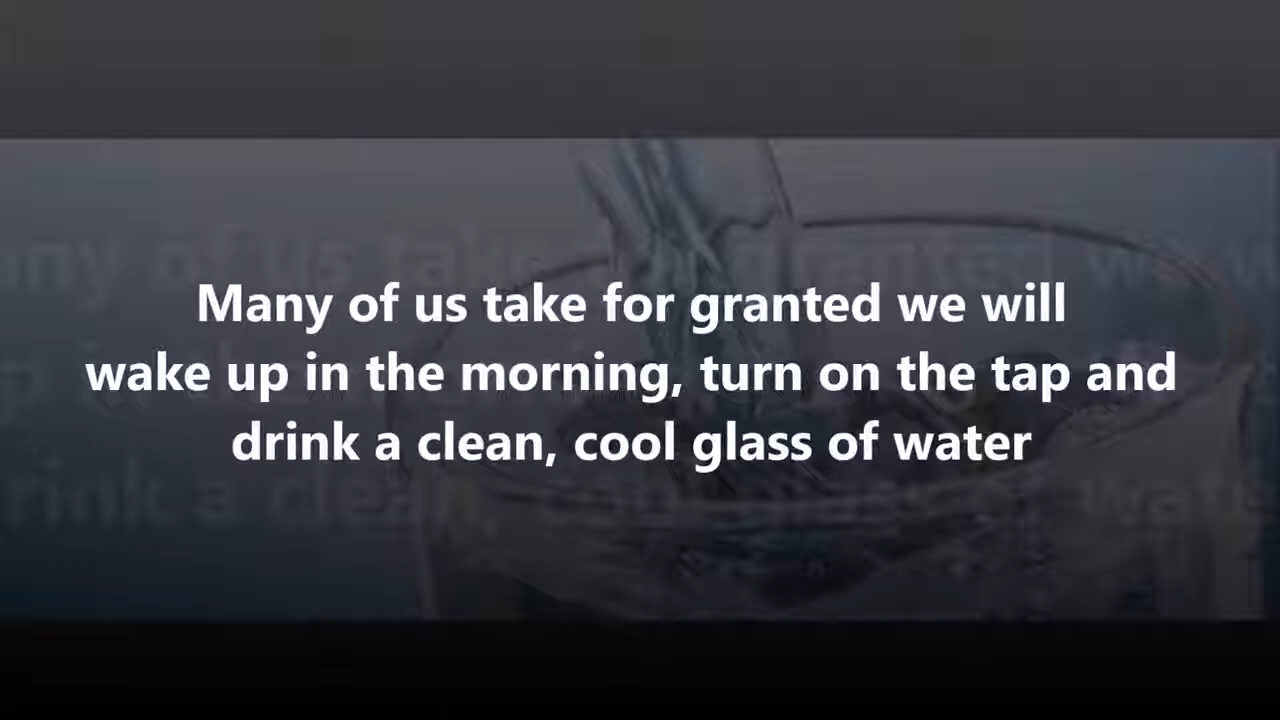 Many of us take for granted we will
wake up in the morning, turn on the tap and
drink a clean, cool glass of water